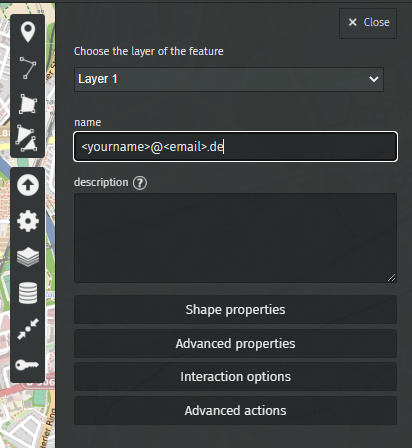 × Close
Choose the layer of the feature
Layer 1
name
<yourname>@<email>.de
description ?
Shape properties
Advanced properties
Interaction options
Advanced actions